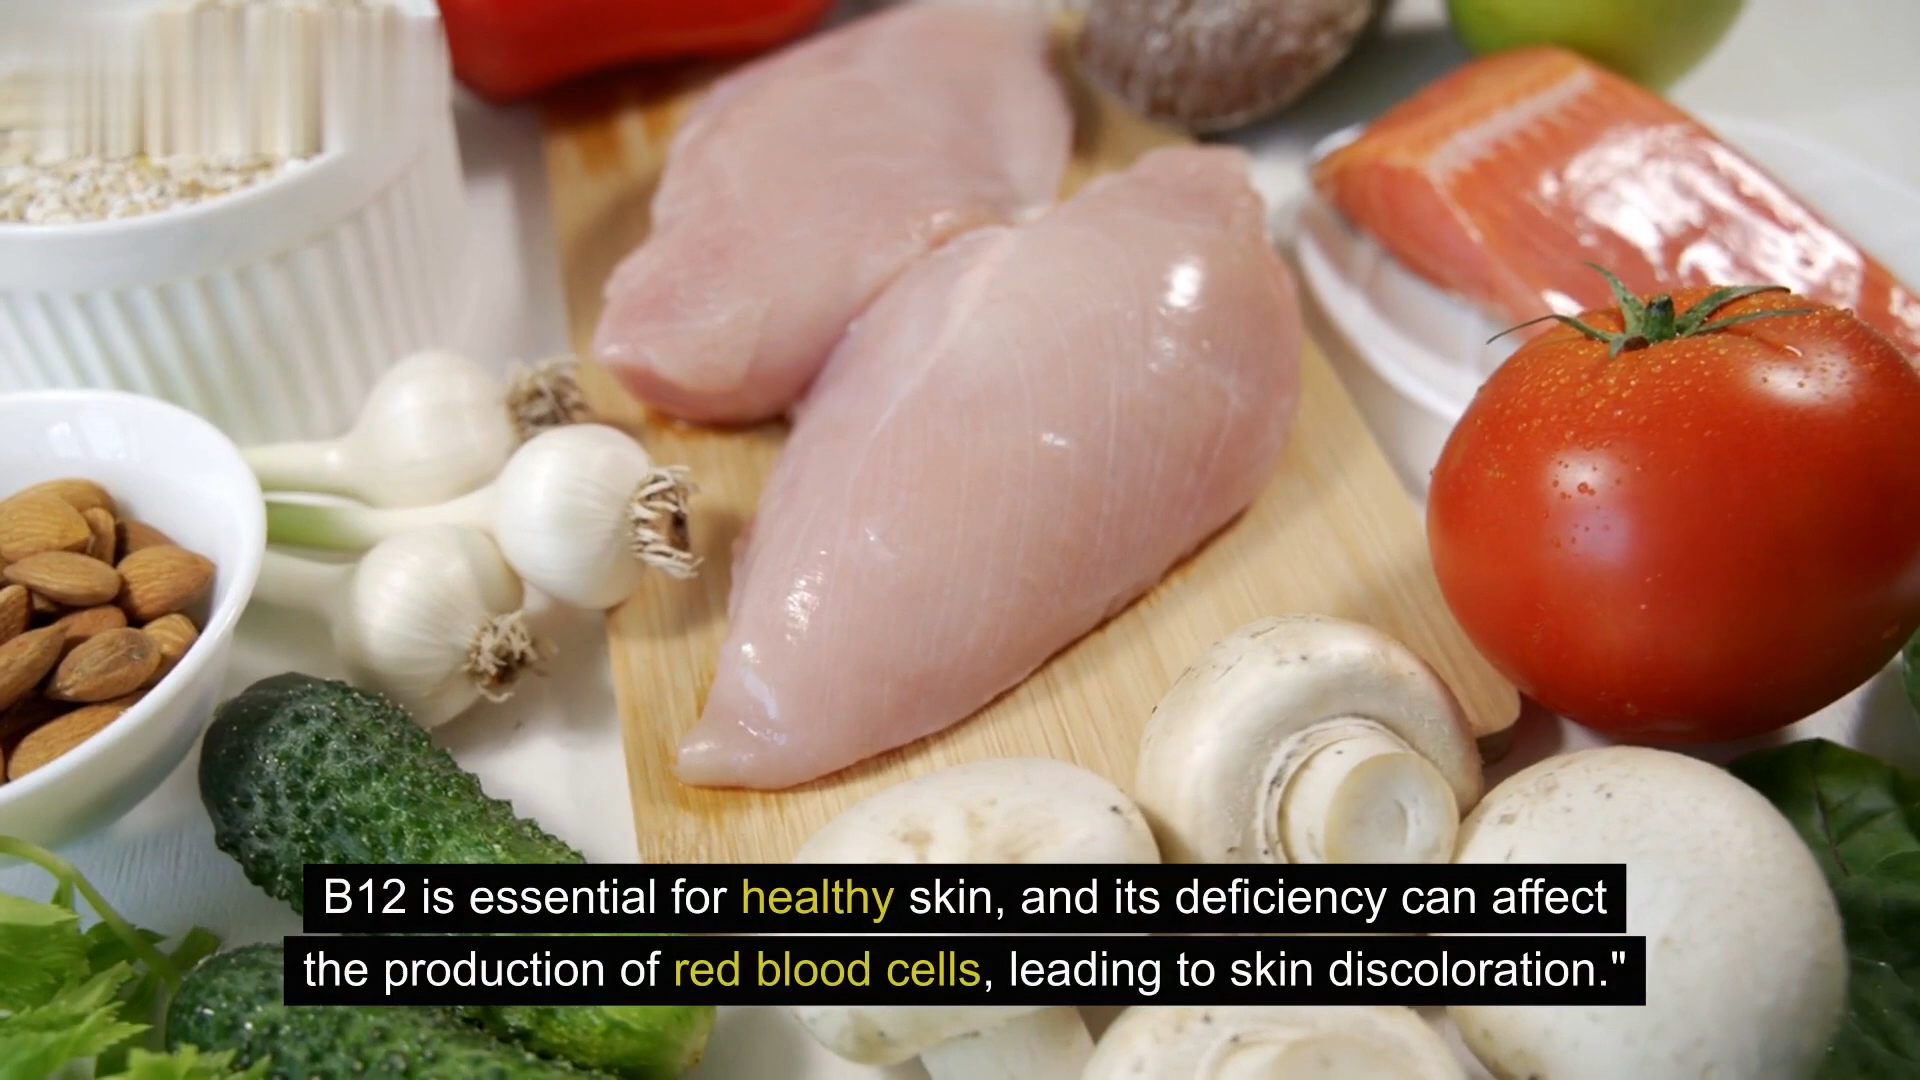 B12 is essential for healthy skin, and its deficiency can affect
the production of red blood cells, leading to skin discoloration."